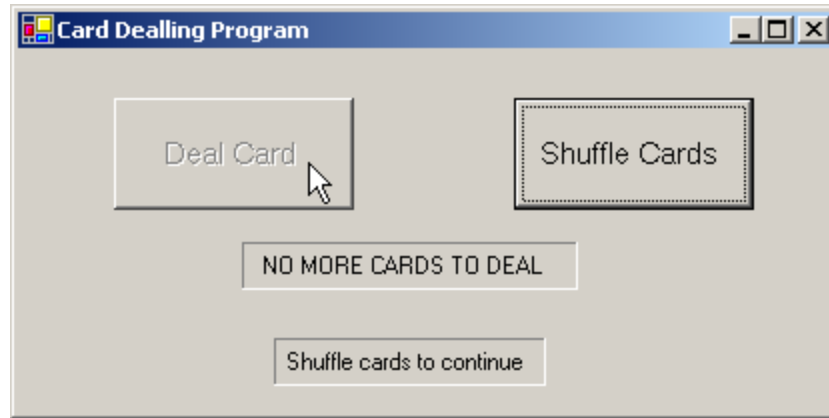 Card Dealling Program
Deal Card
Shuffle Cards
NO MORE CARDS TO DEAL
Shuffle cards to continue